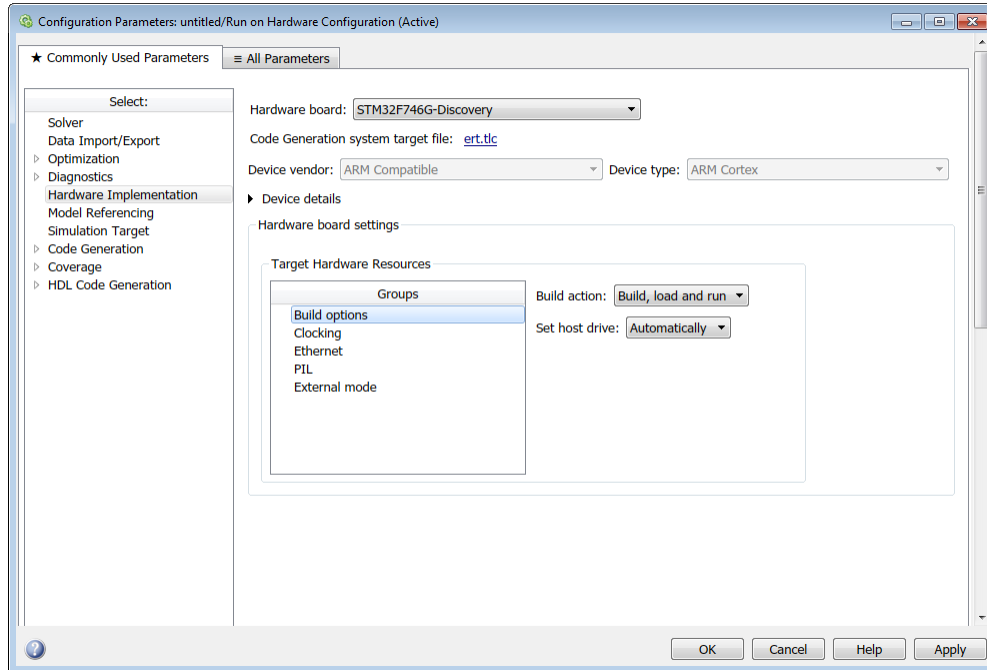 Configuration Parameters: untitled/Run on Hardware Configuration (Active)
★ Commonly Used Parameters
≡ All Parameters
Select:
Solver
Data Import/Export
Optimization
Diagnostics
Hardware Implementation
Model Referencing
Simulation Target
Code Generation
Coverage
HDL Code Generation
Hardware board: STM32F746G-Discovery
Code Generation system target file: ert.tlc
Device vendor: ARM Compatible Device type: ARM Cortex
Device details
Hardware board settings
Target Hardware Resources
Groups
Build options
Clocking
Ethernet
PIL
External mode
Build action: Build, load and run
Set host drive: Automatically
OK Cancel Help Apply